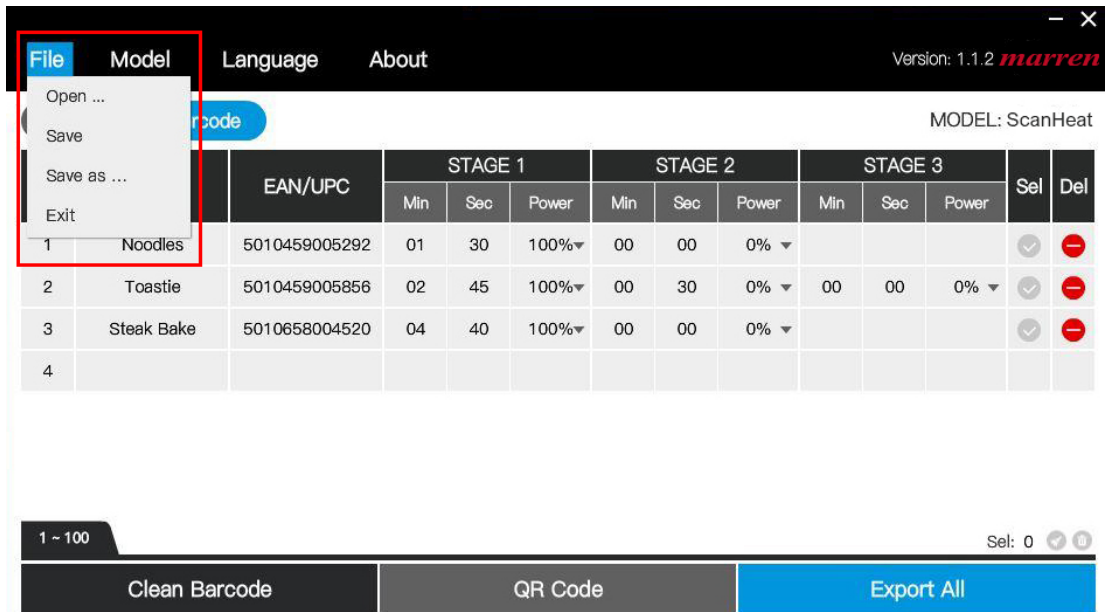 File Model Language About Version: 1.1.2 marren
Open ...
Save
Save as ...
Exit
rcode MODEL: ScanHeat
EAN/UPC STAGE 1 STAGE 2 STAGE 3 Sel Del
Min Sec Power Min Sec Power Min Sec Power
1 Noodles 5010459005292 01 30 100% 00 00 0%
2 Toastie 5010459005856 02 45 100% 00 30 0% 00 00 0%
3 Steak Bake 5010658004520 04 40 100% 00 00 0%
4
1 ~ 100 Sel: 0
Clean Barcode QR Code Export All